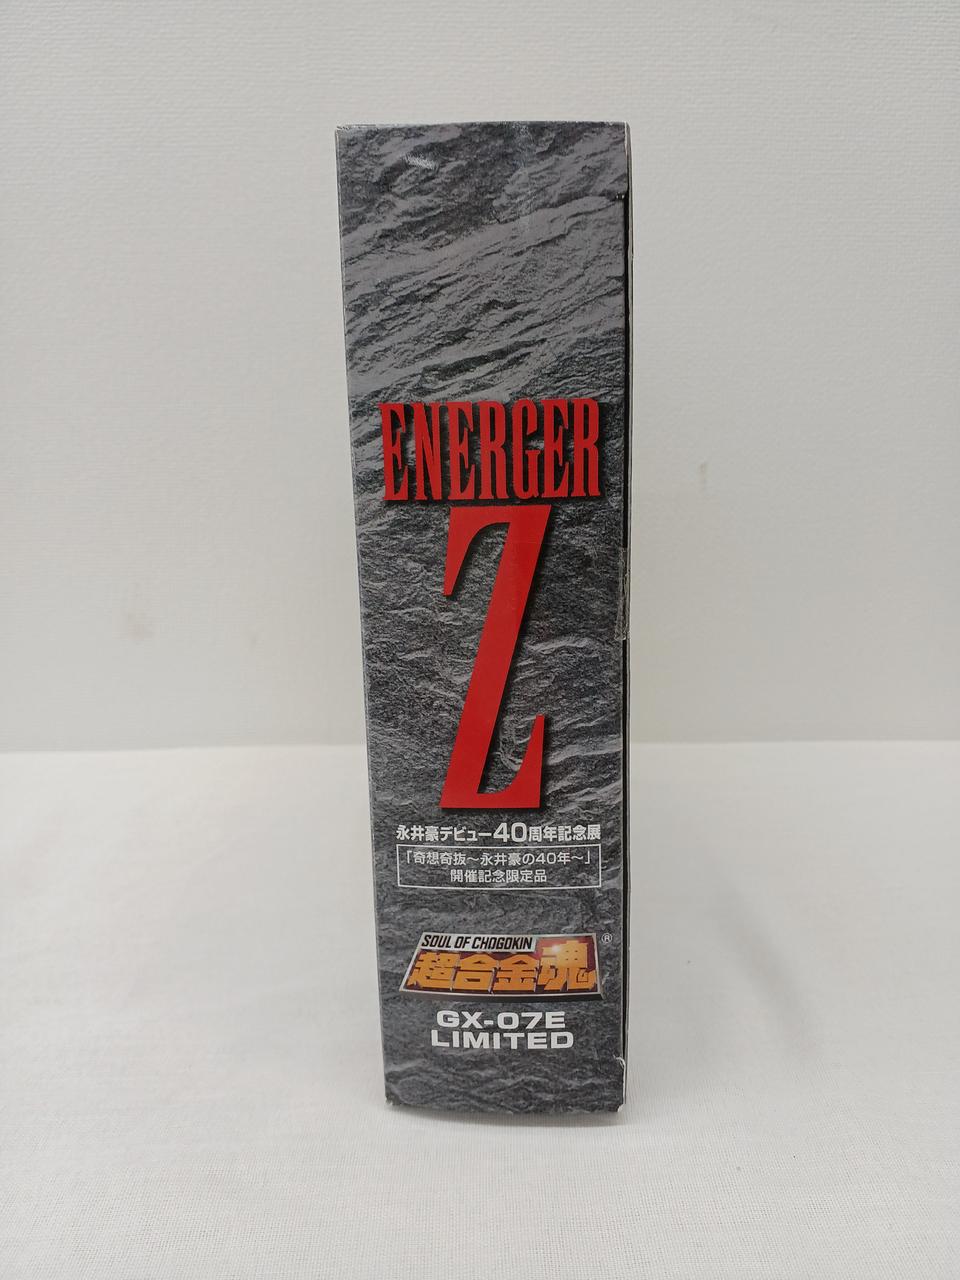 ENERGER
Z
永井豪デビュー40周年記念展
「奇想奇抜～永井豪の40年～」
開催記念限定品
SOUL OF CHOGOKIN
超合金魂
®
GX-07E
LIMITED